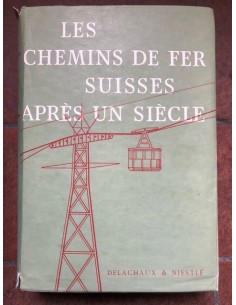 LES
CHEMINS DE FER
SUISSES
APRÈS UN SIÈCLE
DELACHAUX & NIESTLÉ